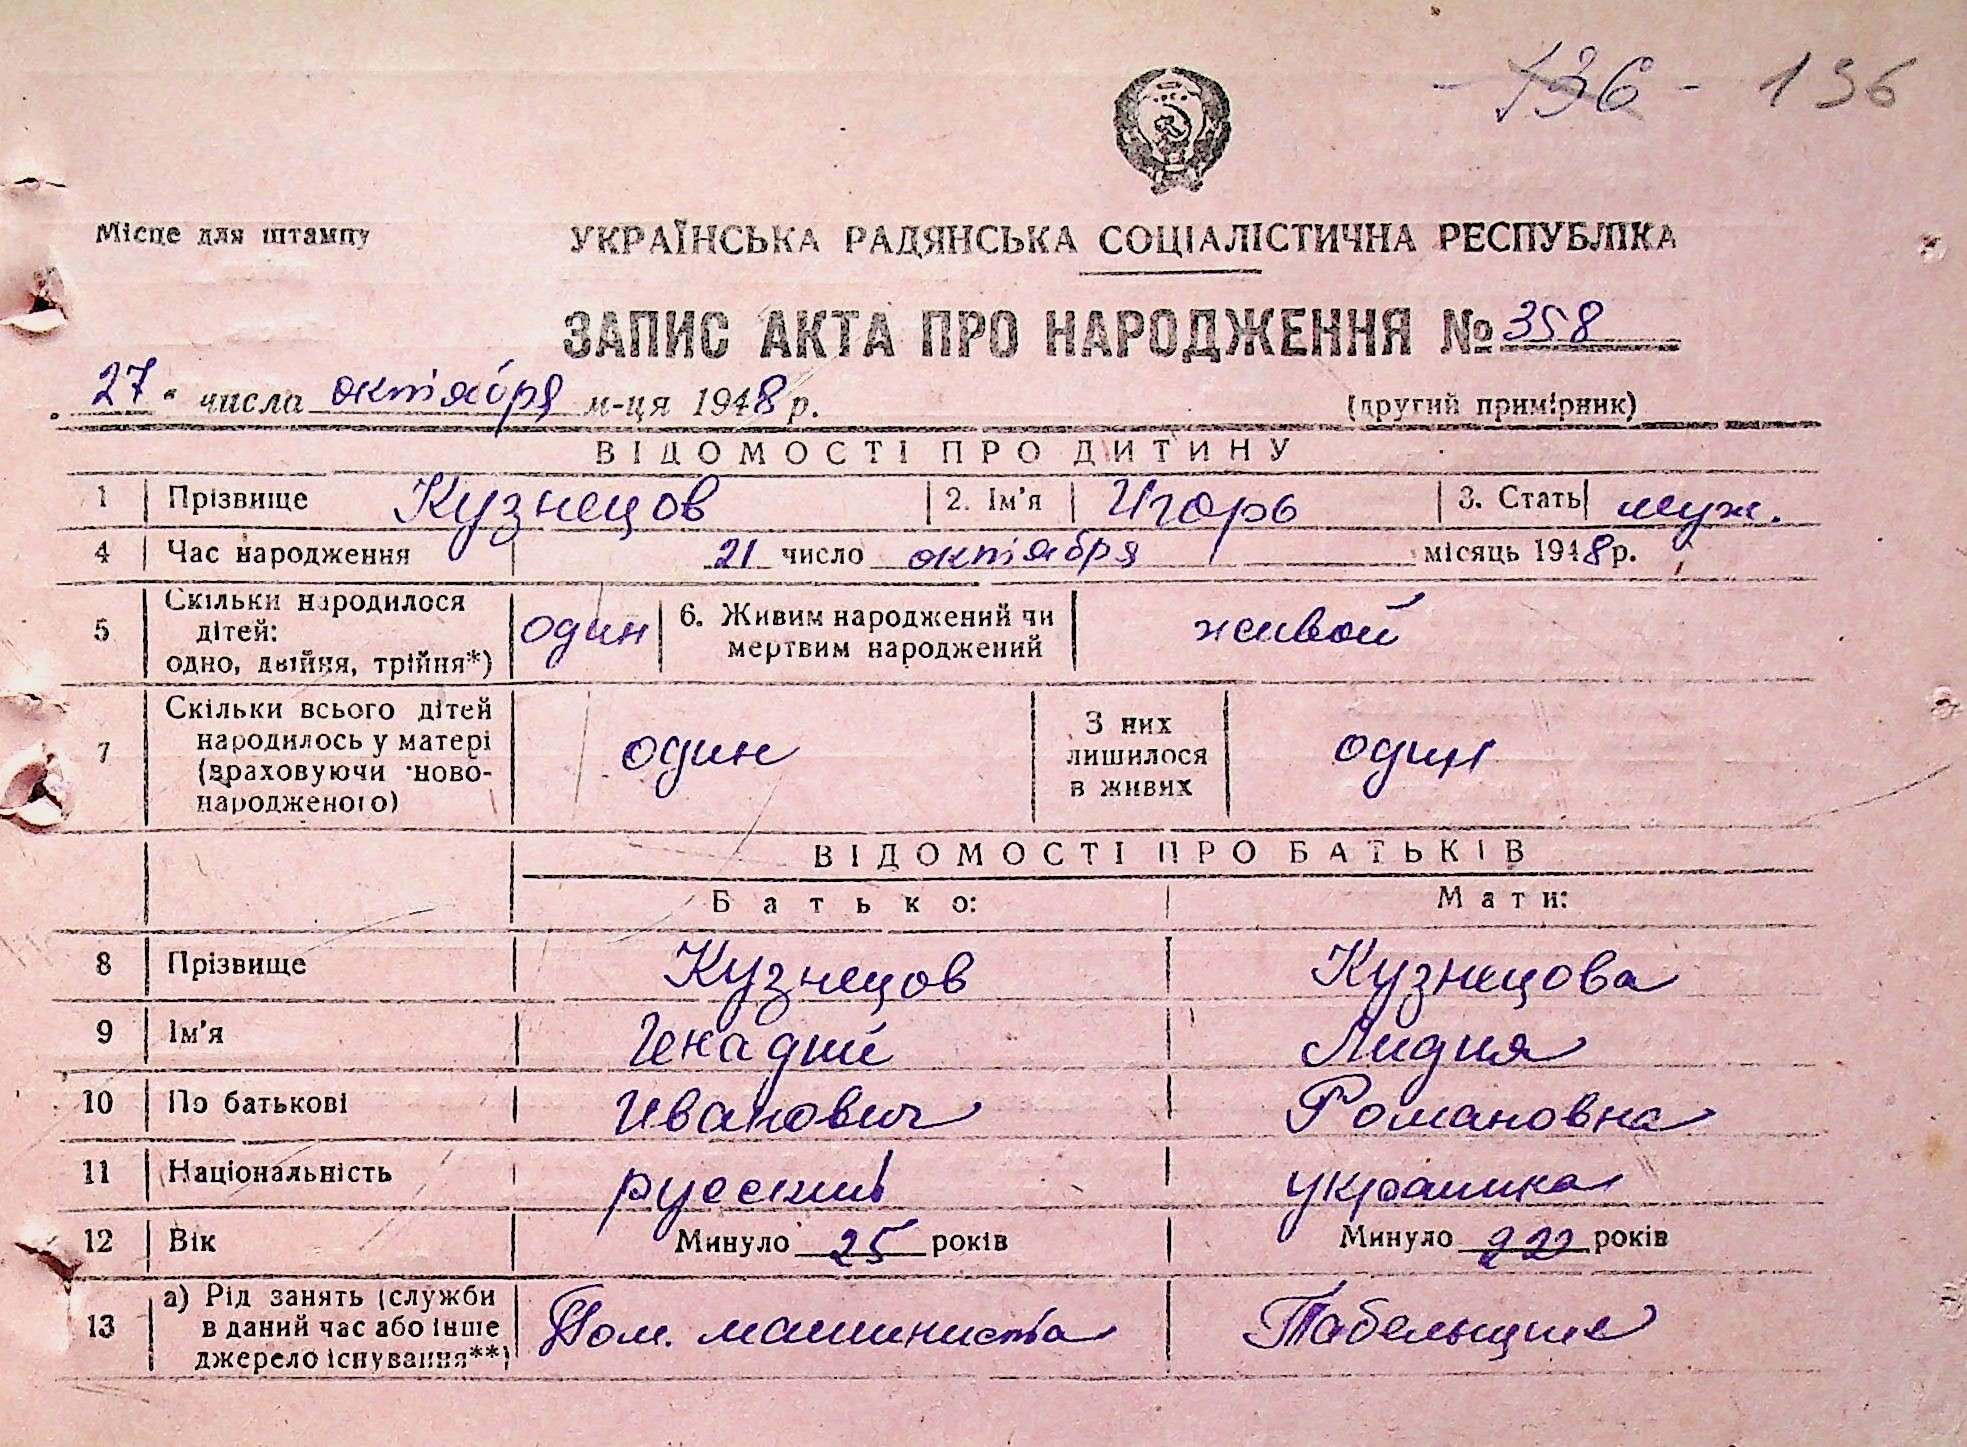 - 136 - 136
Місце для штампу
УКРАЇНСЬКА РАДЯНСЬКА СОЦІАЛІСТИЧНА РЕСПУБЛІКА
ЗАПИС АКТА ПРО НАРОДЖЕННЯ № 358
„27“ числа октября м-ця 1948 р. (другий примірник)
ВІДОМОСТІ ПРО ДИТИНУ
1 Прізвище Кузнецов 2. Ім'я Игорь 3. Стать муж.
4 Час народження 21 число октября місяць 1948 р.
5 Скільки народилося дітей: одно, двійня, трійня*) один 6. Живим народжений чи мертвим народжений живой
7 Скільки всього дітей народилось у матері (враховуючи новонародженого) один З них лишилося в живих один
ВІДОМОСТІ ПРО БАТЬКІВ
Батько: Мати:
8 Прізвище Кузнецов Кузнецова
9 Ім'я Генадий Лидия
10 По батькові Иванович Романовна
11 Національність русский украинка
12 Вік Минуло 25 років Минуло 22 років
13 а) Рід занять (служби в даний час або інше джерело існування**) Пом. машиниста Табельщик